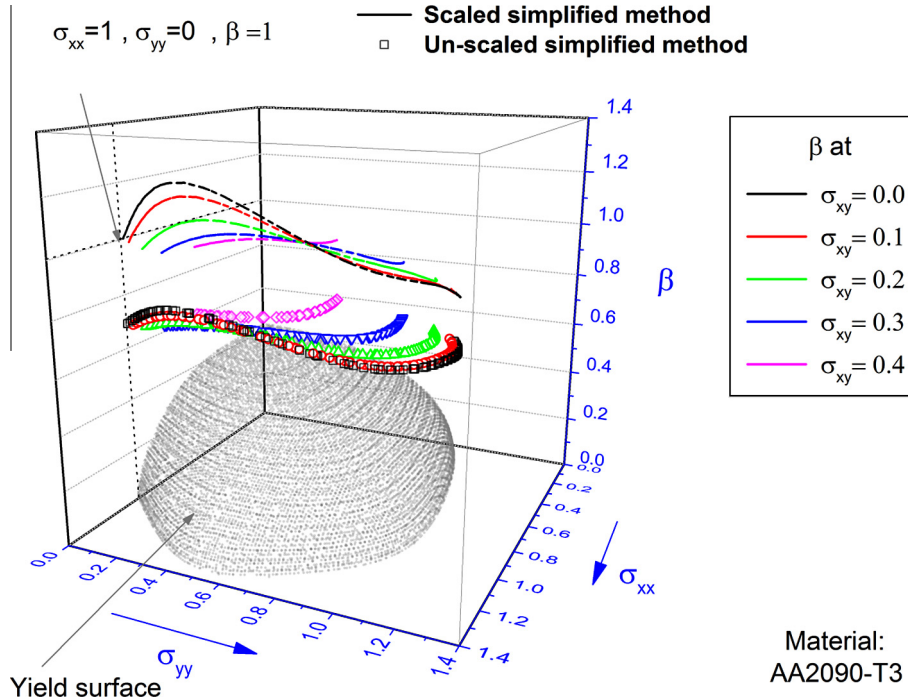 σxx=1 , σyy=0 , β=1
Scaled simplified method
Un-scaled simplified method
1.4
1.2
1.0
0.8
0.6
0.4
0.2
0.0
β
0.0
0.2
0.4
0.6
0.8
1.0
1.2
1.4
σxx
0.0
0.2
0.4
0.6
0.8
1.0
1.2
1.4
σyy
Yield surface
β at
σxy= 0.0
σxy= 0.1
σxy= 0.2
σxy= 0.3
σxy= 0.4
Material:
AA2090-T3